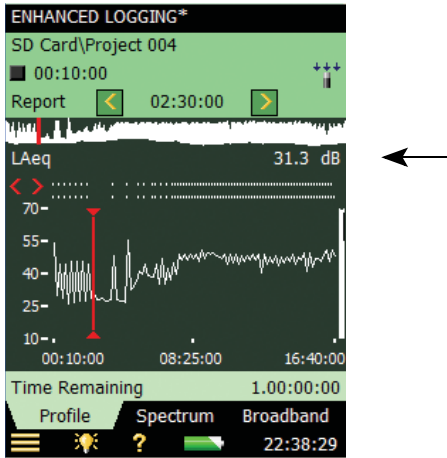 ENHANCED LOGGING*
SD Card\Project 004
00:10:00
Report < 02:30:00 >
LAeq 31.3 dB
< >
70
55
40
25
10
00:10:00 08:25:00 16:40:00
Time Remaining 1.00:00:00
Profile Spectrum Broadband
? 22:38:29